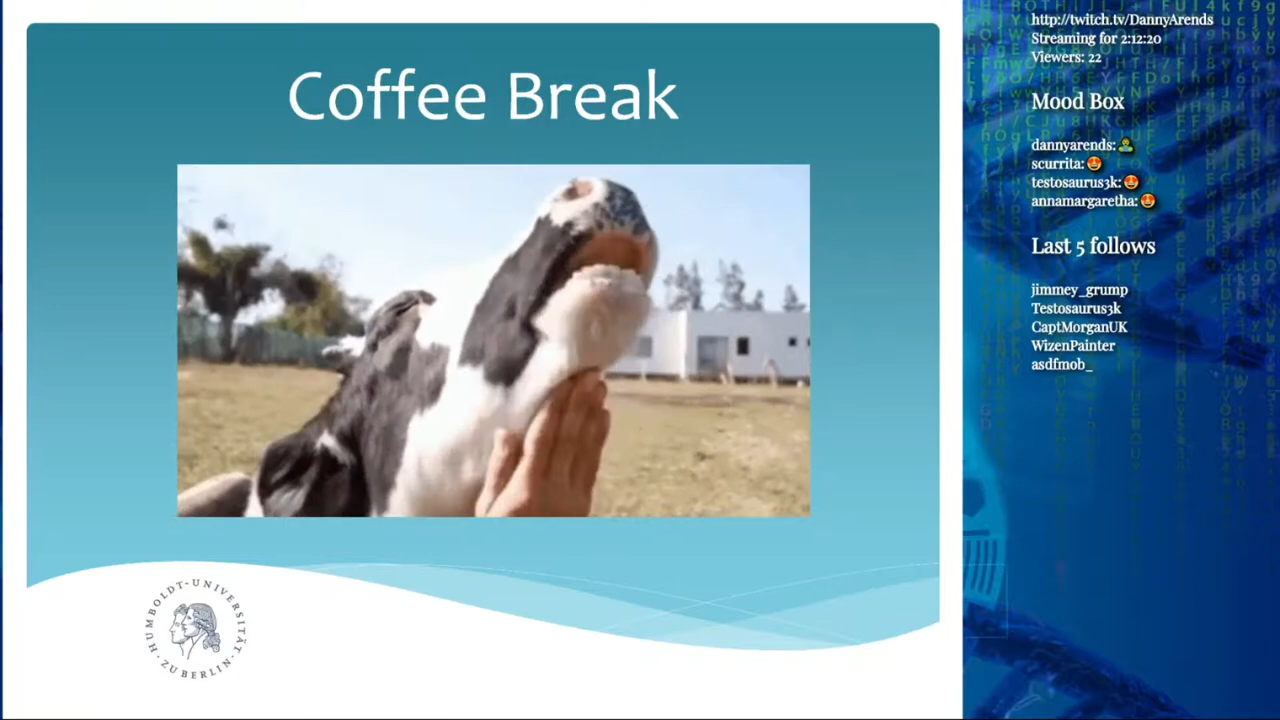 Coffee Break
HUMBOLDT-UNIVERSITÄT
ZU BERLIN
http://twitch.tv/DannyArends
Streaming for 2:12:20
Viewers: 22
Mood Box
dannyarends:
scurrita: 😍
testosaurus3k: 😍
annamargaretha: 😍
Last 5 follows
jimmey_grump
Testosaurus3k
CaptMorganUK
WizenPainter
asdfmob_